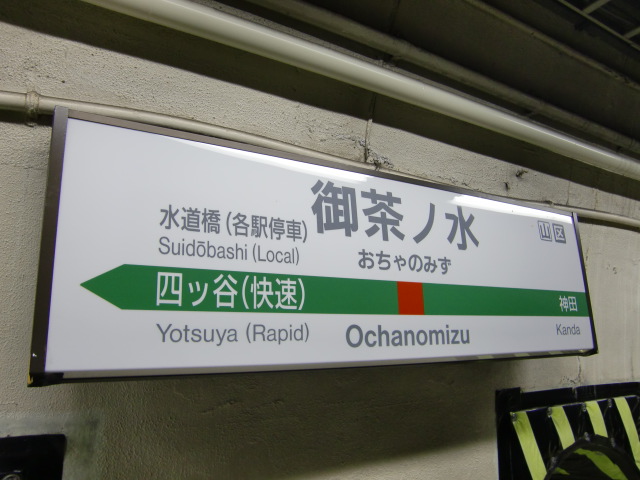 御茶ノ水
山区
おちゃのみず
水道橋(各駅停車)
Suidōbashi (Local)
四ッ谷(快速)
神田
Yotsuya (Rapid)
Ochanomizu
Kanda